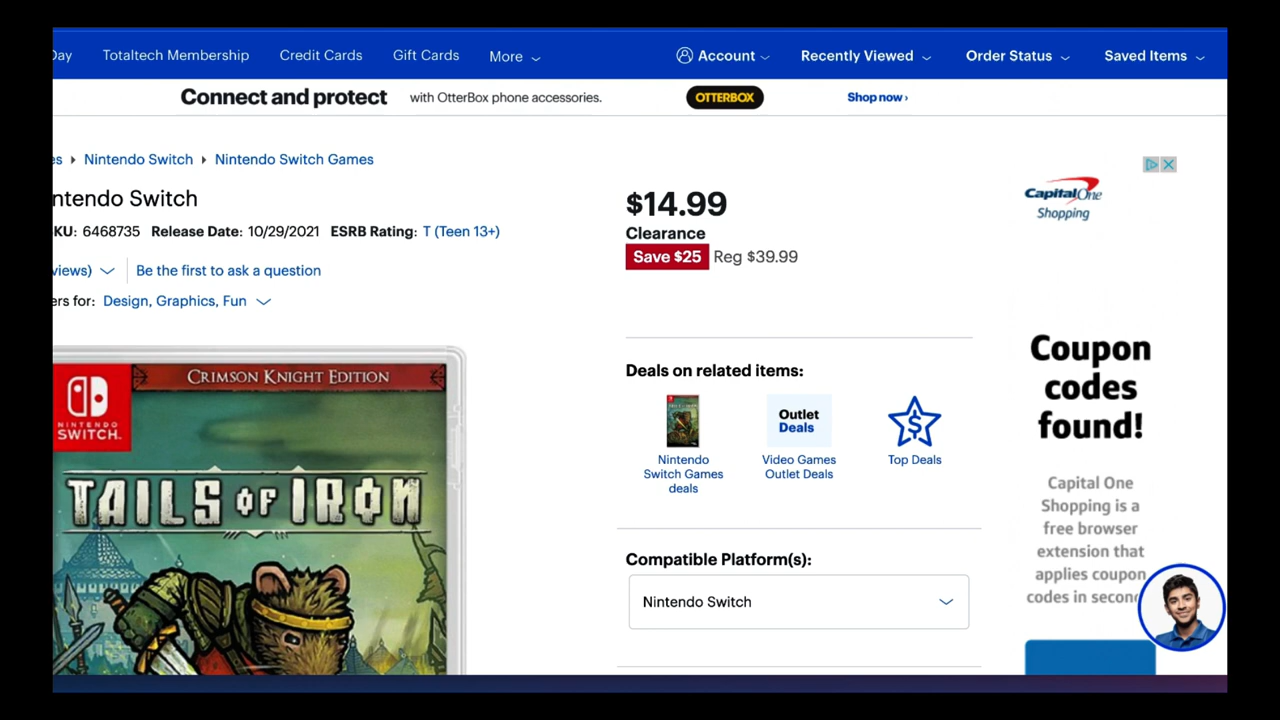 Day Totaltech Membership Credit Cards Gift Cards More Account Recently Viewed Order Status Saved Items
Connect and protect with OtterBox phone accessories. OTTERBOX Shop now ›
es Nintendo Switch Nintendo Switch Games
ntendo Switch
KU: 6468735 Release Date: 10/29/2021 ESRB Rating: T (Teen 13+)
views) Be the first to ask a question
ers for: Design, Graphics, Fun
NINTENDO
SWITCH
CRIMSON KNIGHT EDITION
TAILS OF IRON
$14.99
Clearance
Save $25 Reg $39.99
Deals on related items:
Nintendo
Switch Games
deals
Outlet
Deals
Video Games
Outlet Deals
Top Deals
Compatible Platform(s):
Nintendo Switch
Capital One
Shopping
Coupon
codes
found!
Capital One
Shopping is a
free browser
extension that
applies coupon
codes in secon